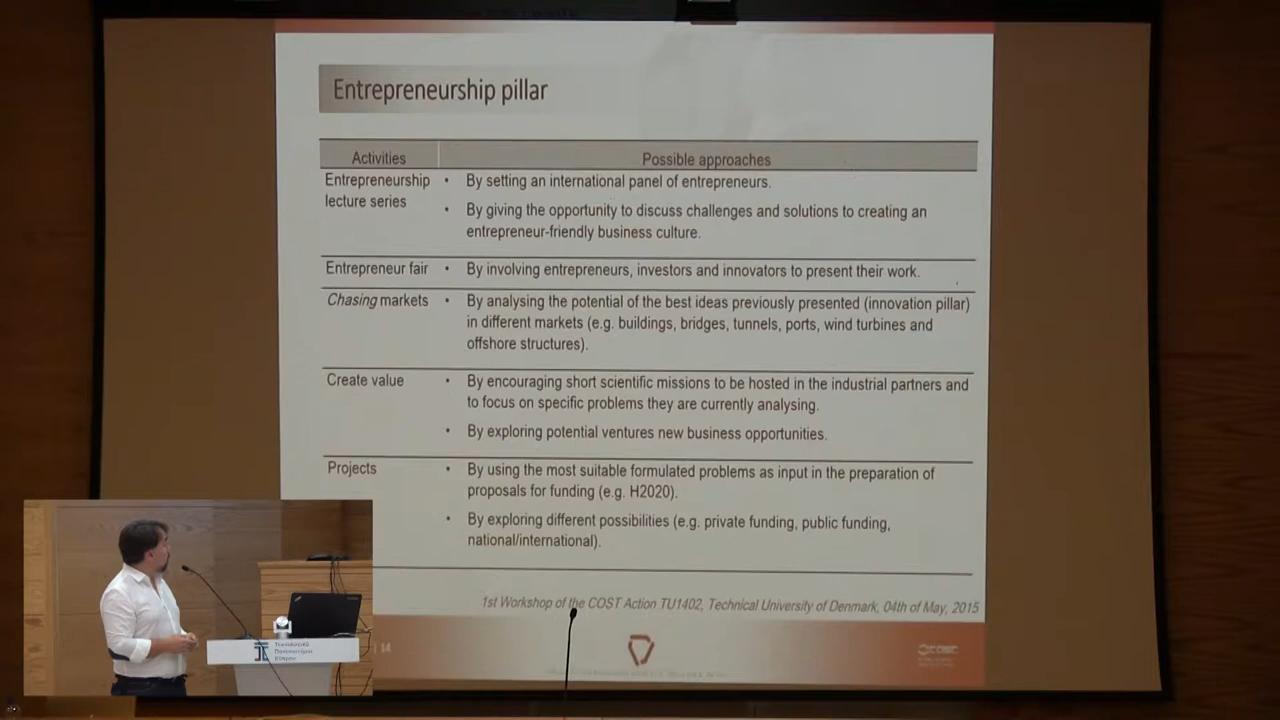 Entrepreneurship pillar
Activities
Possible approaches
Entrepreneurship
lecture series
• By setting an international panel of entrepreneurs.
• By giving the opportunity to discuss challenges and solutions to creating an
entrepreneur-friendly business culture.
Entrepreneur fair
• By involving entrepreneurs, investors and innovators to present their work.
Chasing markets
• By analysing the potential of the best ideas previously presented (innovation pillar)
in different markets (e.g. buildings, bridges, tunnels, ports, wind turbines and
offshore structures).
Create value
• By encouraging short scientific missions to be hosted in the industrial partners and
to focus on specific problems they are currently analysing.
• By exploring potential ventures new business opportunities.
Projects
• By using the most suitable formulated problems as input in the preparation of
proposals for funding (e.g. H2020).
• By exploring different possibilities (e.g. private funding, public funding,
national/international).
1st Workshop of the COST Action TU1402, Technical University of Denmark, 04th of May, 2015
| 14
cost
Τεχνολογικό
Πανεπιστήμιο
Κύπρου